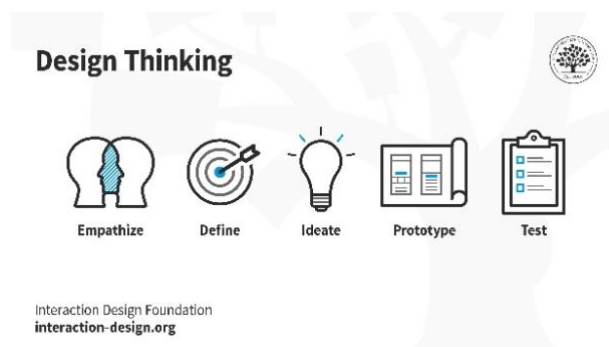 Design Thinking
Empathize
Define
Ideate
Prototype
Test
Interaction Design Foundation
interaction-design.org